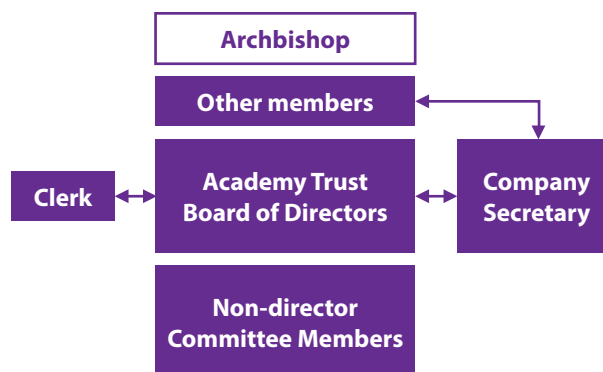 Archbishop
Other members
Clerk
Academy Trust
Board of Directors
Company
Secretary
Non-director
Committee Members